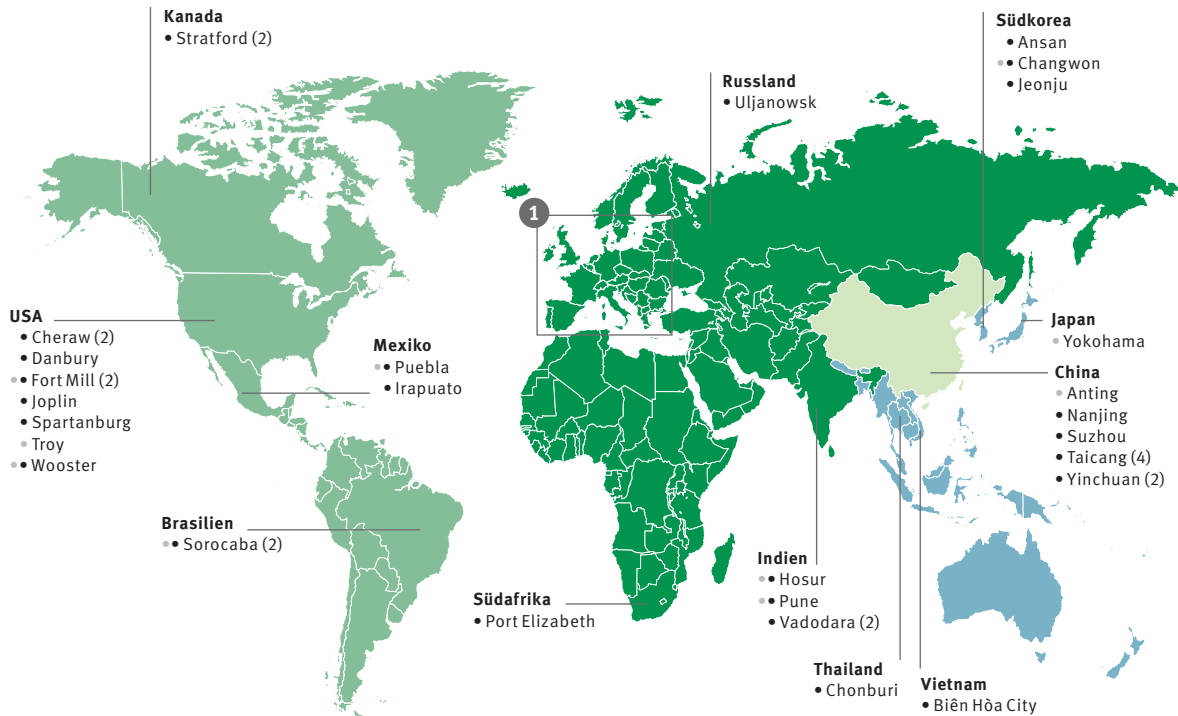 Kanada
• Stratford (2)
Südkorea
• Ansan
•• Changwon
• Jeonju
Russland
• Uljanowsk
1
USA
• Cheraw (2)
• Danbury
•• Fort Mill (2)
• Joplin
• Spartanburg
• Troy
•• Wooster
Mexiko
•• Puebla
• Irapuato
Japan
• Yokohama
China
• Anting
• Nanjing
• Suzhou
• Taicang (4)
• Yinchuan (2)
Brasilien
•• Sorocaba (2)
Südafrika
• Port Elizabeth
Indien
•• Hosur
•• Pune
• Vadodara (2)
Thailand
• Chonburi
Vietnam
• Biên Hòa City